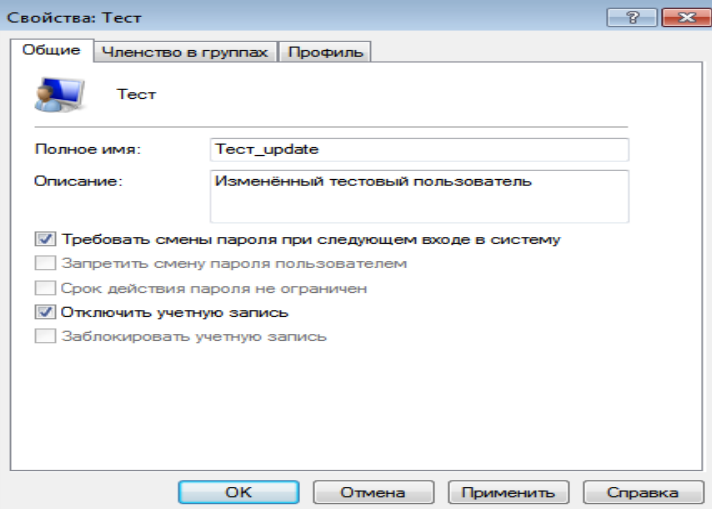 Свойства: Тест
?
Общие Членство в группах Профиль
Тест
Полное имя: Тест_update
Описание: Изменённый тестовый пользователь
Требовать смены пароля при следующем входе в систему
Запретить смену пароля пользователем
Срок действия пароля не ограничен
Отключить учетную запись
Заблокировать учетную запись
OK Отмена Применить Справка